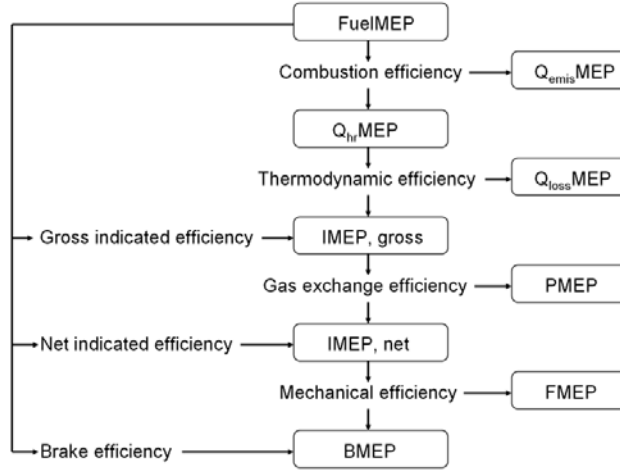 FuelMEP
Combustion efficiency
QemisMEP
QhrMEP
Thermodynamic efficiency
QlossMEP
Gross indicated efficiency
IMEP, gross
Gas exchange efficiency
PMEP
Net indicated efficiency
IMEP, net
Mechanical efficiency
FMEP
Brake efficiency
BMEP